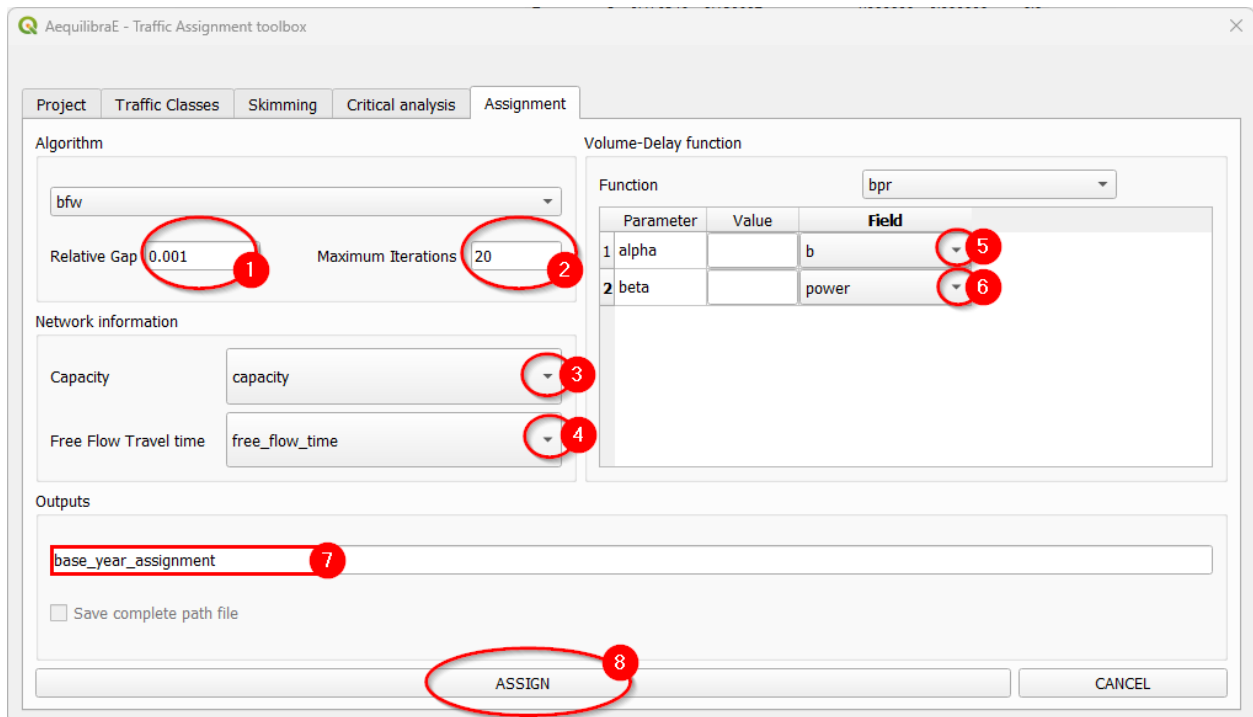 AequilibraE - Traffic Assignment toolbox
Project Traffic Classes Skimming Critical analysis Assignment
Algorithm
bfw
Relative Gap 0.001 1 Maximum Iterations 20 2
Network information
Capacity capacity 3
Free Flow Travel time free_flow_time 4
Volume-Delay function
Function bpr
Parameter Value Field
1 alpha b 5
2 beta power 6
Outputs
base_year_assignment 7
Save complete path file
8
ASSIGN CANCEL